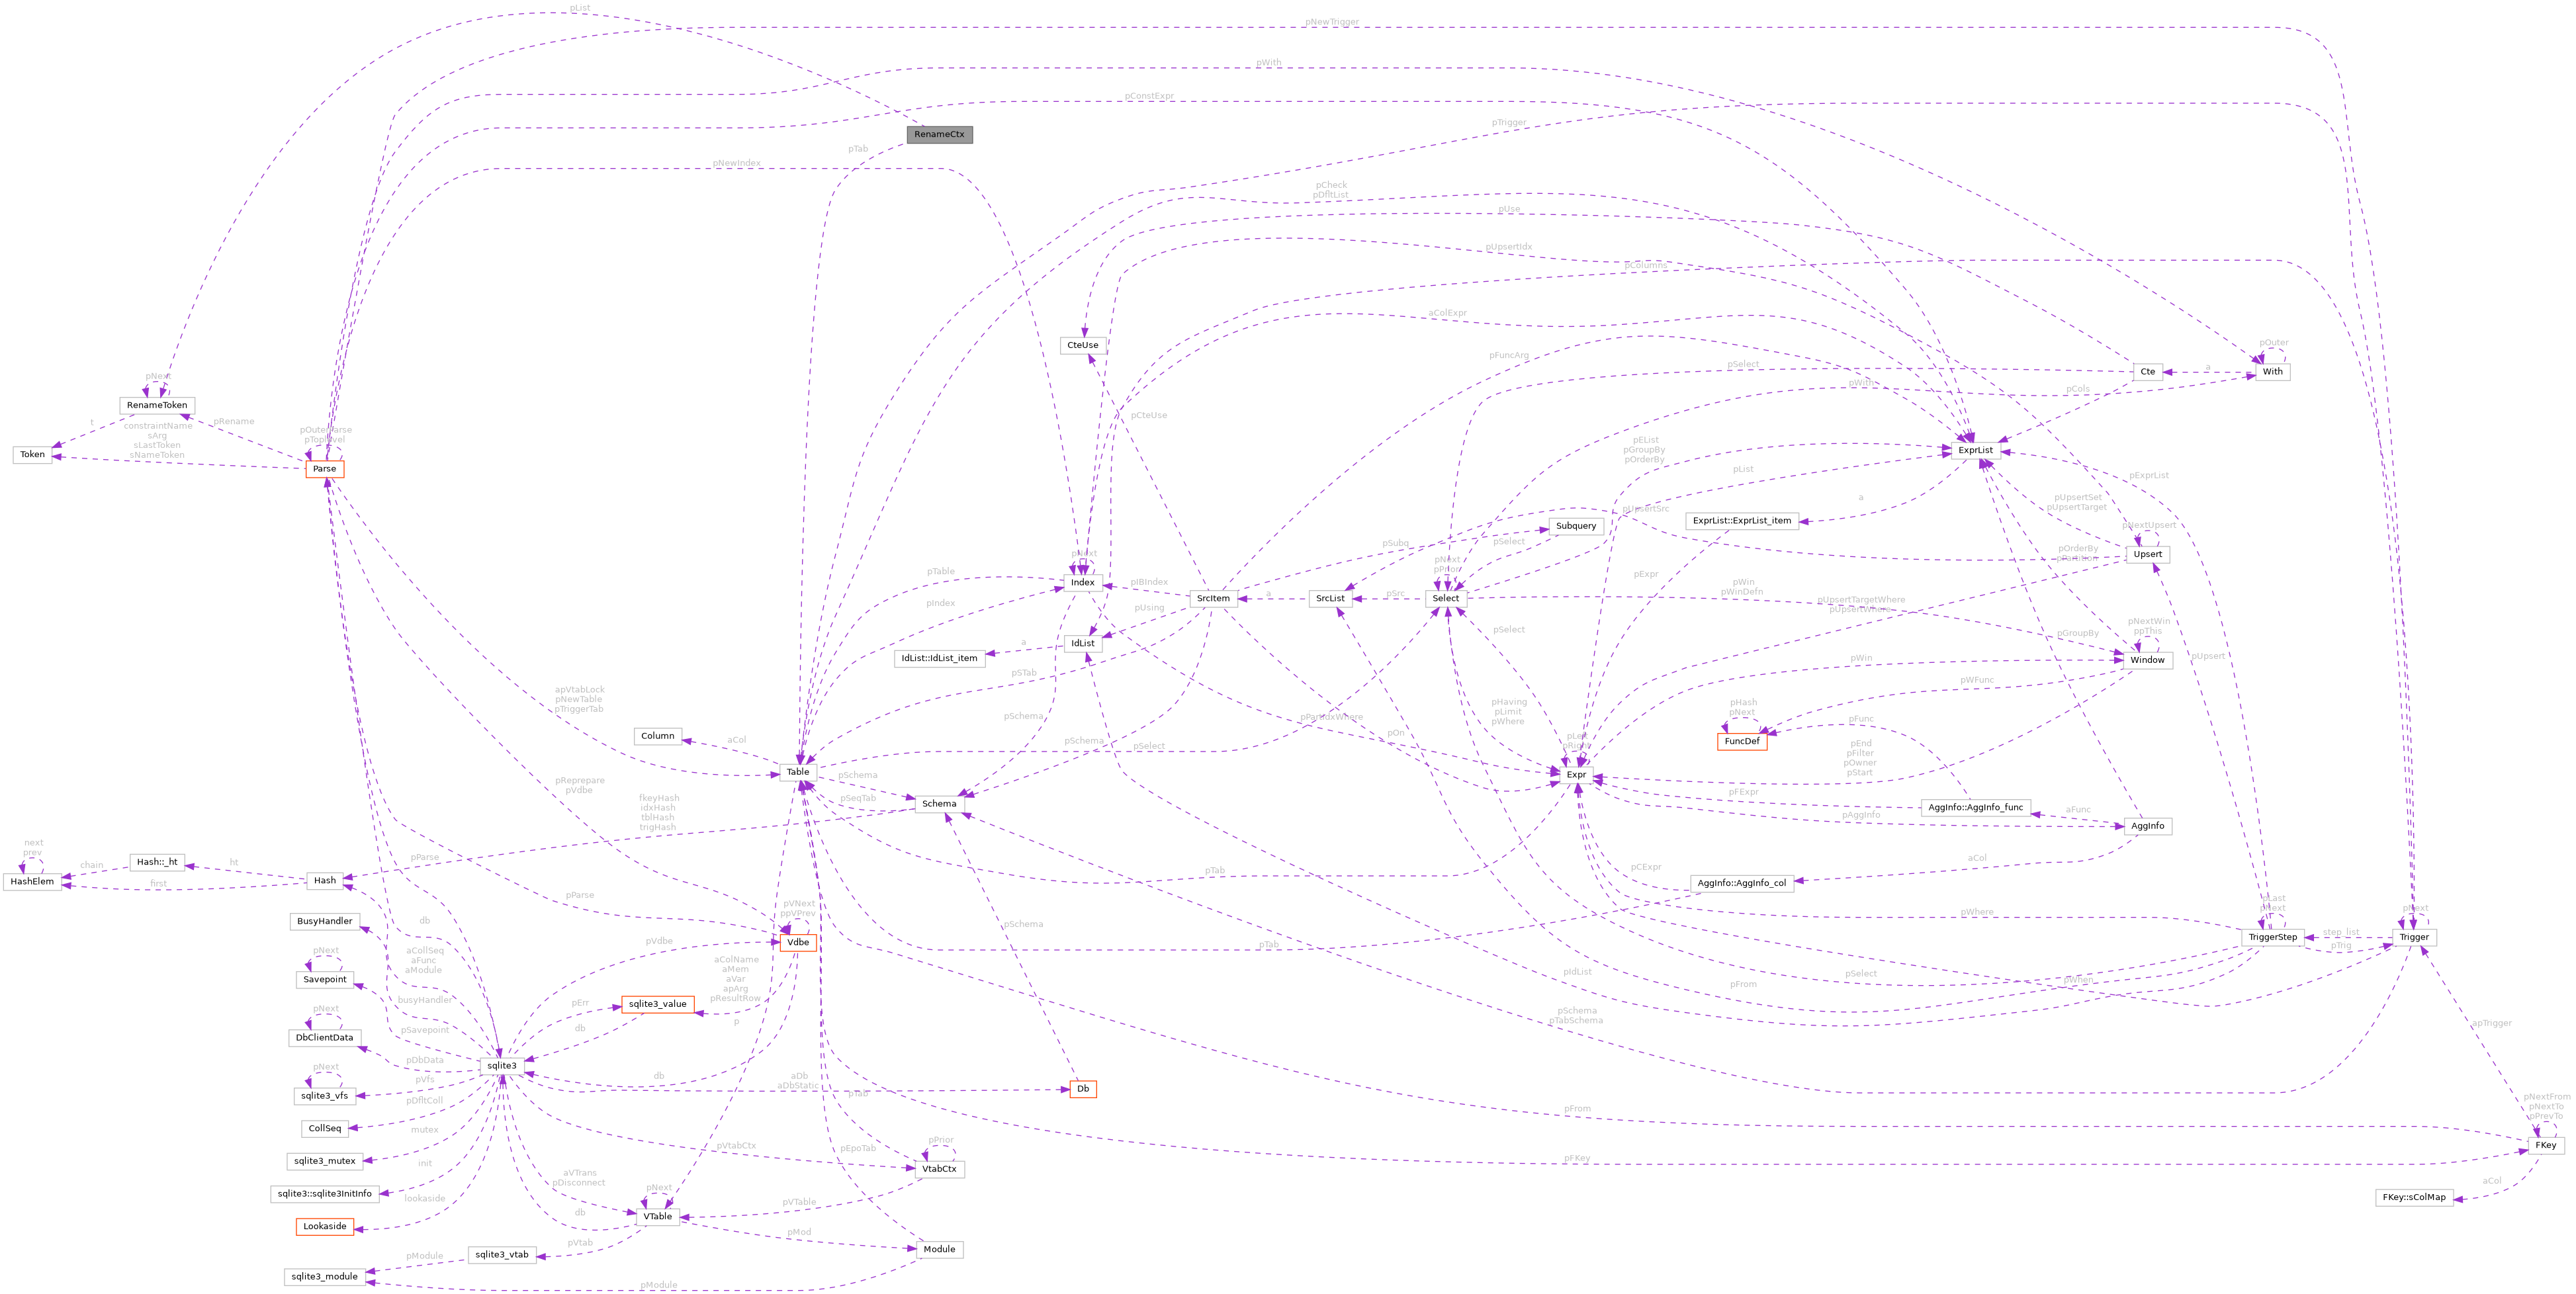 pList
pNewTrigger
pWith
pConstExpr
pTrigger
RenameCtx
pTab
pNewIndex
pCheck
pDfltList
pUse
pUpsertIdx
pColumns
aColExpr
CteUse
pFuncArg
pSelect
pOuter
Cte
a
With
pNext
RenameToken
pWith
pCols
t
constraintName
sArg
sLastToken
sNameToken
pRename
pOuterParse
pToplevel
pCteUse
Token
Parse
pEList
pGroupBy
pOrderBy
ExprList
pList
pExprList
a
pUpsertSet
pUpsertTarget
pUpsertSrc
Subquery
ExprList::ExprList_item
pNextUpsert
pSubq
pSelect
Upsert
pNext
pTable
Index
pIBIndex
pNext
pPrior
pExpr
pOrderBy
pPartition
pWin
pWinDefn
pIndex
pUsing
SrcItem
a
SrcList
pSrc
Select
pUpsertTargetWhere
pUpsertWhere
IdList
a
IdList::IdList_item
pSelect
pNextWin
ppThis
pGroupBy
Window
pUpsert
pSTab
pWin
pWFunc
apVtabLock
pNewTable
pTriggerTab
pSchema
pPartIdxWhere
pHaving
pLimit
pWhere
pHash
pNext
pFunc
Column
aCol
pSchema
pSelect
pOn
FuncDef
pLeft
pRight
pEnd
pFilter
pOwner
pStart
Table
pSchema
Expr
pReprepare
pVdbe
pSeqTab
Schema
pFExpr
AggInfo::AggInfo_func
aFunc
pAggInfo
AggInfo
fkeyHash
idxHash
tblHash
trigHash
next
prev
HashElem
chain
Hash::_ht
ht
first
Hash
pParse
pTab
aCol
pCExpr
AggInfo::AggInfo_col
pParse
pVNext
ppVPrev
pWhere
pLast
pNext
pNext
BusyHandler
db
pVdbe
Vdbe
pSchema
pTab
TriggerStep
step_list
pTrig
Trigger
pNext
Savepoint
aCollSeq
aFunc
aModule
aColName
aMem
aVar
apArg
pResultRow
pIdList
pSelect
pFrom
pWhen
busyHandler
pErr
sqlite3_value
p
pSchema
pTabSchema
apTrigger
pNext
DbClientData
pSavepoint
db
pDbData
sqlite3
pNext
sqlite3_vfs
pVfs
db
aDb
aDbStatic
Db
pTab
pDfltColl
pFrom
pNextFrom
pNextTo
pPrevTo
CollSeq
mutex
pVtabCtx
pEpoTab
pPrior
FKey
sqlite3_mutex
init
VtabCtx
pFKey
aVTrans
pDisconnect
pNext
aCol
sqlite3::sqlite3InitInfo
lookaside
pVTable
FKey::sColMap
Lookaside
db
VTable
pMod
pVtab
Module
sqlite3_vtab
pModule
sqlite3_module
pModule